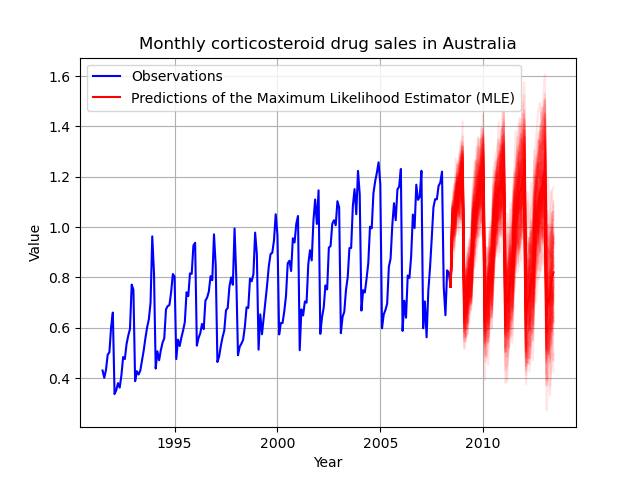 Monthly corticosteroid drug sales in Australia
Observations
Predictions of the Maximum Likelihood Estimator (MLE)
1.6
1.4
1.2
1.0
0.8
0.6
0.4
Value
1995
2000
2005
2010
Year